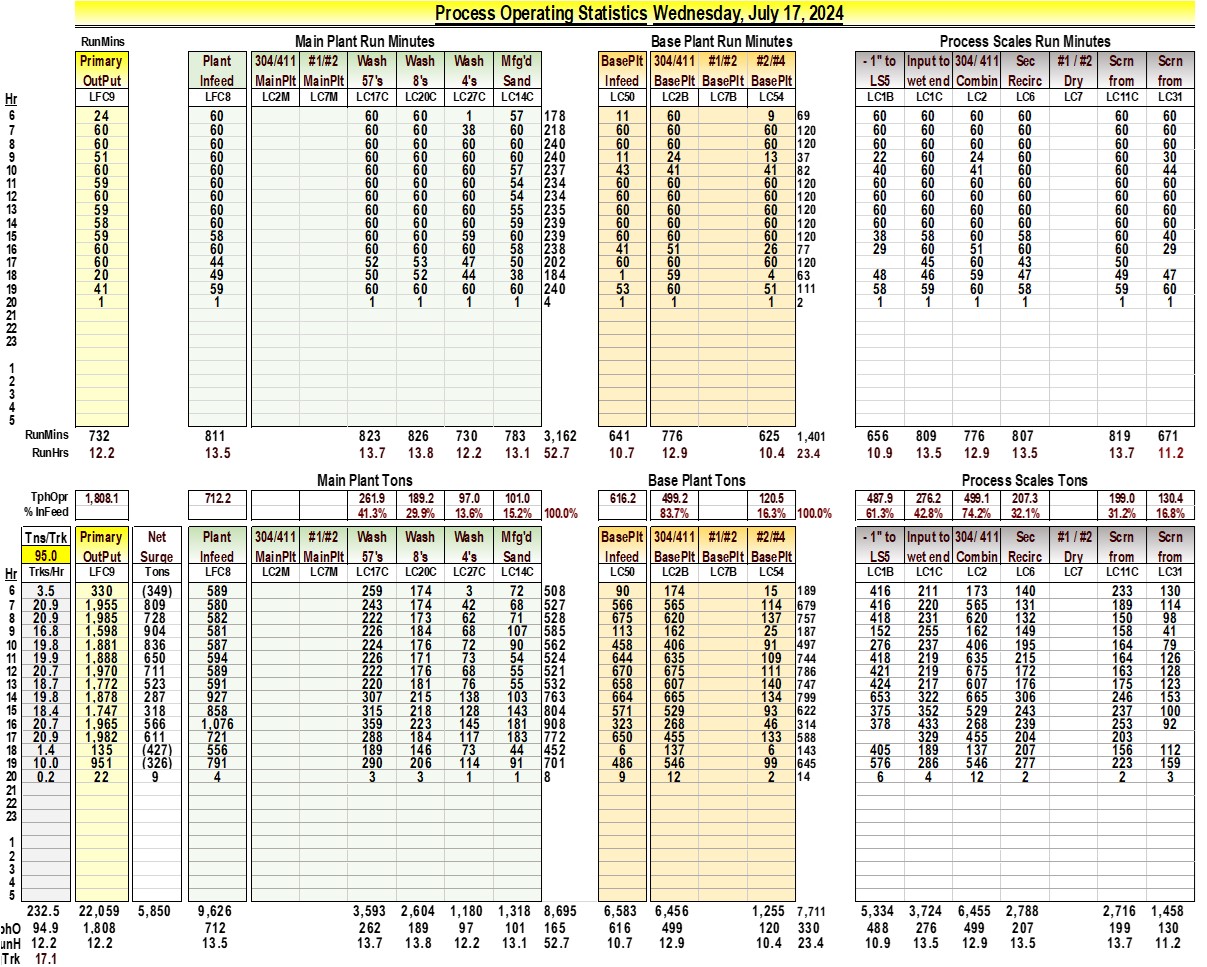 Process Operating Statistics Wednesday, July 17, 2024
RunMins Main Plant Run Minutes Base Plant Run Minutes Process Scales Run Minutes
Primary Plant 304/411 #1/#2 Wash Wash Wash Mfg'd BasePlt 304/411 #1/#2 #2/#4 - 1" to Input to 304/ 411 Sec #1 / #2 Scrn Scrn
OutPut Infeed MainPlt MainPlt 57's 8's 4's Sand Infeed BasePlt BasePlt BasePlt LS5 wet end Combin Recirc Dry from from
Hr LFC9 LFC8 LC2M LC7M LC17C LC20C LC27C LC14C LC50 LC2B LC7B LC54 LC1B LC1C LC2 LC6 LC7 LC11C LC31
6 24 60 60 60 1 57 178 11 60 9 69 60 60 60 60 60 60
7 60 60 60 60 38 60 218 60 60 60 120 60 60 60 60 60 60
8 60 60 60 60 60 60 240 60 60 60 120 60 60 60 60 60 60
9 51 60 60 60 60 60 240 11 24 13 37 22 60 24 60 60 30
10 60 60 60 60 60 57 237 43 41 41 82 40 60 41 60 60 44
11 59 60 60 60 60 54 234 60 60 60 120 60 60 60 60 60 60
12 60 60 60 60 60 54 234 60 60 60 120 60 60 60 60 60 60
13 59 60 60 60 60 55 235 60 60 60 120 60 60 60 60 60 60
14 58 60 60 60 60 59 239 60 60 60 120 60 60 60 60 60 60
15 59 58 60 60 59 60 239 60 60 60 120 38 58 60 58 60 40
16 60 60 60 60 60 58 238 41 51 26 77 29 60 51 60 60 29
17 60 44 52 53 47 50 202 60 60 60 120 45 60 43 50
18 20 49 50 52 44 38 184 1 59 4 63 48 46 59 47 49 47
19 41 59 60 60 60 60 240 53 60 51 111 58 59 60 58 59 60
20 1 1 1 1 1 1 4 1 1 1 2 1 1 1 1 1 1
21
22
23
1
2
3
4
5
RunMins 732 811 823 826 730 783 3,162 641 776 625 1,401 656 809 776 807 819 671
RunHrs 12.2 13.5 13.7 13.8 12.2 13.1 52.7 10.7 12.9 10.4 23.4 10.9 13.5 12.9 13.5 13.7 11.2
Main Plant Tons Base Plant Tons Process Scales Tons
TphOpr 1,808.1 712.2 261.9 189.2 97.0 101.0 616.2 499.2 120.5 487.9 276.2 499.1 207.3 199.0 130.4
% InFeed 41.3% 29.9% 13.6% 15.2% 100.0% 83.7% 16.3% 100.0% 61.3% 42.8% 74.2% 32.1% 31.2% 16.8%
Tns/Trk Primary Net Plant 304/411 #1/#2 Wash Wash Wash Mfg'd BasePlt 304/411 #1/#2 #2/#4 - 1" to Input to 304/ 411 Sec #1 / #2 Scrn Scrn
95.0 OutPut Surge Infeed MainPlt MainPlt 57's 8's 4's Sand Infeed BasePlt BasePlt BasePlt LS5 wet end Combin Recirc Dry from from
Hr Trks/Hr LFC9 Tons LFC8 LC2M LC7M LC17C LC20C LC27C LC14C LC50 LC2B LC7B LC54 LC1B LC1C LC2 LC6 LC7 LC11C LC31
6 3.5 330 (349) 589 259 174 3 72 508 90 174 15 189 416 211 173 140 233 130
7 20.9 1,955 809 580 243 174 42 68 527 566 565 114 679 416 220 565 131 189 114
8 20.9 1,985 728 582 222 173 62 71 528 675 620 137 757 418 231 620 132 150 98
9 16.8 1,598 904 581 226 184 68 107 585 113 162 25 187 152 255 162 149 158 41
10 19.8 1,881 836 587 224 176 72 90 562 458 406 91 497 276 237 406 195 164 79
11 19.9 1,888 650 594 226 171 73 54 524 644 635 109 744 418 219 635 215 164 126
12 20.7 1,970 711 589 222 176 68 55 521 670 675 111 786 421 219 675 172 163 128
13 18.7 1,772 523 591 220 181 76 55 532 658 607 140 747 424 217 607 176 175 123
14 19.8 1,878 287 927 307 215 138 103 763 664 665 134 799 653 322 665 306 246 153
15 18.4 1,747 318 858 315 218 128 143 804 571 529 93 622 375 352 529 243 237 100
16 20.7 1,965 566 1,076 359 223 145 181 908 323 268 46 314 378 433 268 239 253 92
17 20.9 1,982 611 721 288 184 117 183 772 650 455 133 588 329 455 204 203
18 1.4 135 (427) 556 189 146 73 44 452 6 137 6 143 405 189 137 207 156 112
19 10.0 951 (326) 791 290 206 114 91 701 486 546 99 645 576 286 546 277 223 159
20 0.2 22 9 4 3 3 1 1 8 9 12 2 14 6 4 12 2 2 3
21
22
23
1
2
3
4
5
232.5 22,059 5,850 9,626 3,593 2,604 1,180 1,318 8,695 6,583 6,456 1,255 7,711 5,334 3,724 6,455 2,788 2,716 1,458
phO 94.9 1,808 712 262 189 97 101 165 616 499 120 330 488 276 499 207 199 130
unH 12.2 12.2 13.5 13.7 13.8 12.2 13.1 52.7 10.7 12.9 10.4 23.4 10.9 13.5 12.9 13.5 13.7 11.2
Trk 17.1